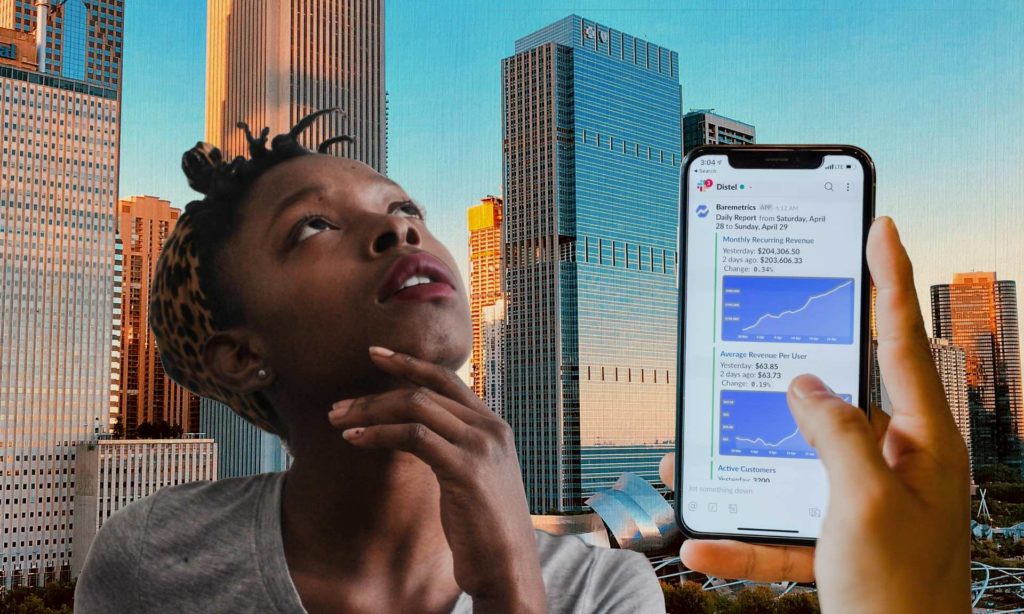 3:04
Search
LTE
3
Distel
Baremetrics APP 6:12 AM
Daily Report from Saturday, April
28 to Sunday, April 29
Monthly Recurring Revenue
Yesterday: $204,306.50
2 days ago: $203,606.33
Change: 0.34%
Average Revenue Per User
Yesterday: $63.85
2 days ago: $63.73
Change: 0.19%
Active Customers
Yesterday: 3200
Jot something down